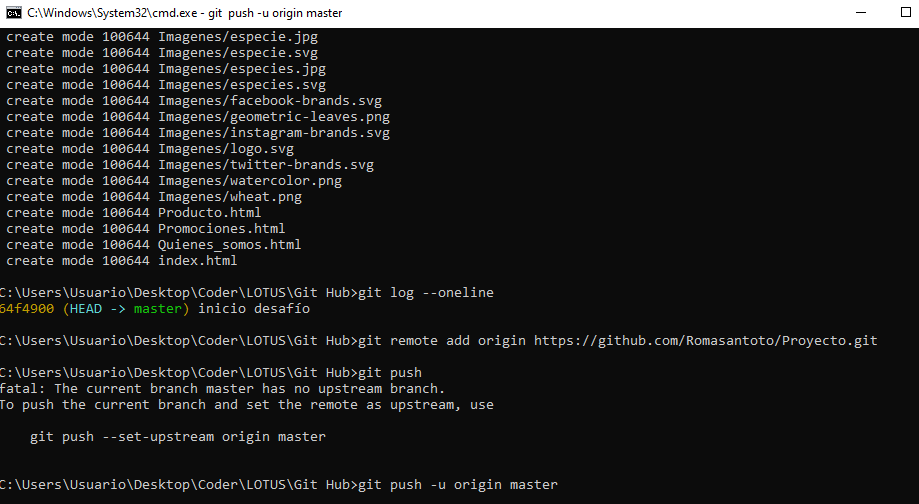 C:\Windows\System32\cmd.exe - git  push -u origin master
create mode 100644 Imagenes/especie.jpg
create mode 100644 Imagenes/especie.svg
create mode 100644 Imagenes/especies.jpg
create mode 100644 Imagenes/especies.svg
create mode 100644 Imagenes/facebook-brands.svg
create mode 100644 Imagenes/geometric-leaves.png
create mode 100644 Imagenes/instagram-brands.svg
create mode 100644 Imagenes/logo.svg
create mode 100644 Imagenes/twitter-brands.svg
create mode 100644 Imagenes/watercolor.png
create mode 100644 Imagenes/wheat.png
create mode 100644 Producto.html
create mode 100644 Promociones.html
create mode 100644 Quienes_somos.html
create mode 100644 index.html
C:\Users\Usuario\Desktop\Coder\LOTUS\Git Hub>git log --oneline
64f4900 (HEAD -> master) inicio desafío
C:\Users\Usuario\Desktop\Coder\LOTUS\Git Hub>git remote add origin https://github.com/Romasantoto/Proyecto.git
C:\Users\Usuario\Desktop\Coder\LOTUS\Git Hub>git push
fatal: The current branch master has no upstream branch.
To push the current branch and set the remote as upstream, use
git push --set-upstream origin master
C:\Users\Usuario\Desktop\Coder\LOTUS\Git Hub>git push -u origin master